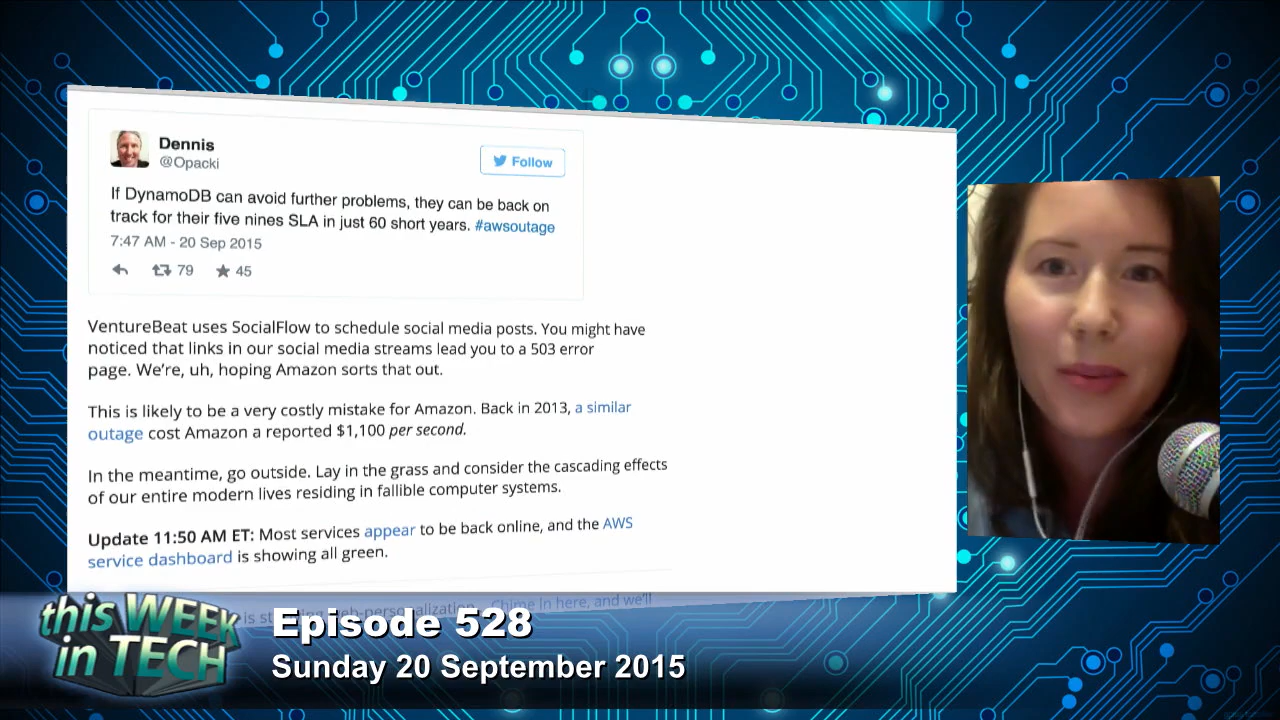 Dennis
@Opacki
Follow
If DynamoDB can avoid further problems, they can be back on
track for their five nines SLA in just 60 short years. #awsoutage
7:47 AM - 20 Sep 2015
79 45
VentureBeat uses SocialFlow to schedule social media posts. You might have
noticed that links in our social media streams lead you to a 503 error
page. We're, uh, hoping Amazon sorts that out.
This is likely to be a very costly mistake for Amazon. Back in 2013, a similar
outage cost Amazon a reported $1,100 per second.
In the meantime, go outside. Lay in the grass and consider the cascading effects
of our entire modern lives residing in fallible computer systems.
Update 11:50 AM ET: Most services appear to be back online, and the AWS
service dashboard is showing all green.
Chime in here, and we'll
this WEEK
in TECH
Episode 528
Sunday 20 September 2015